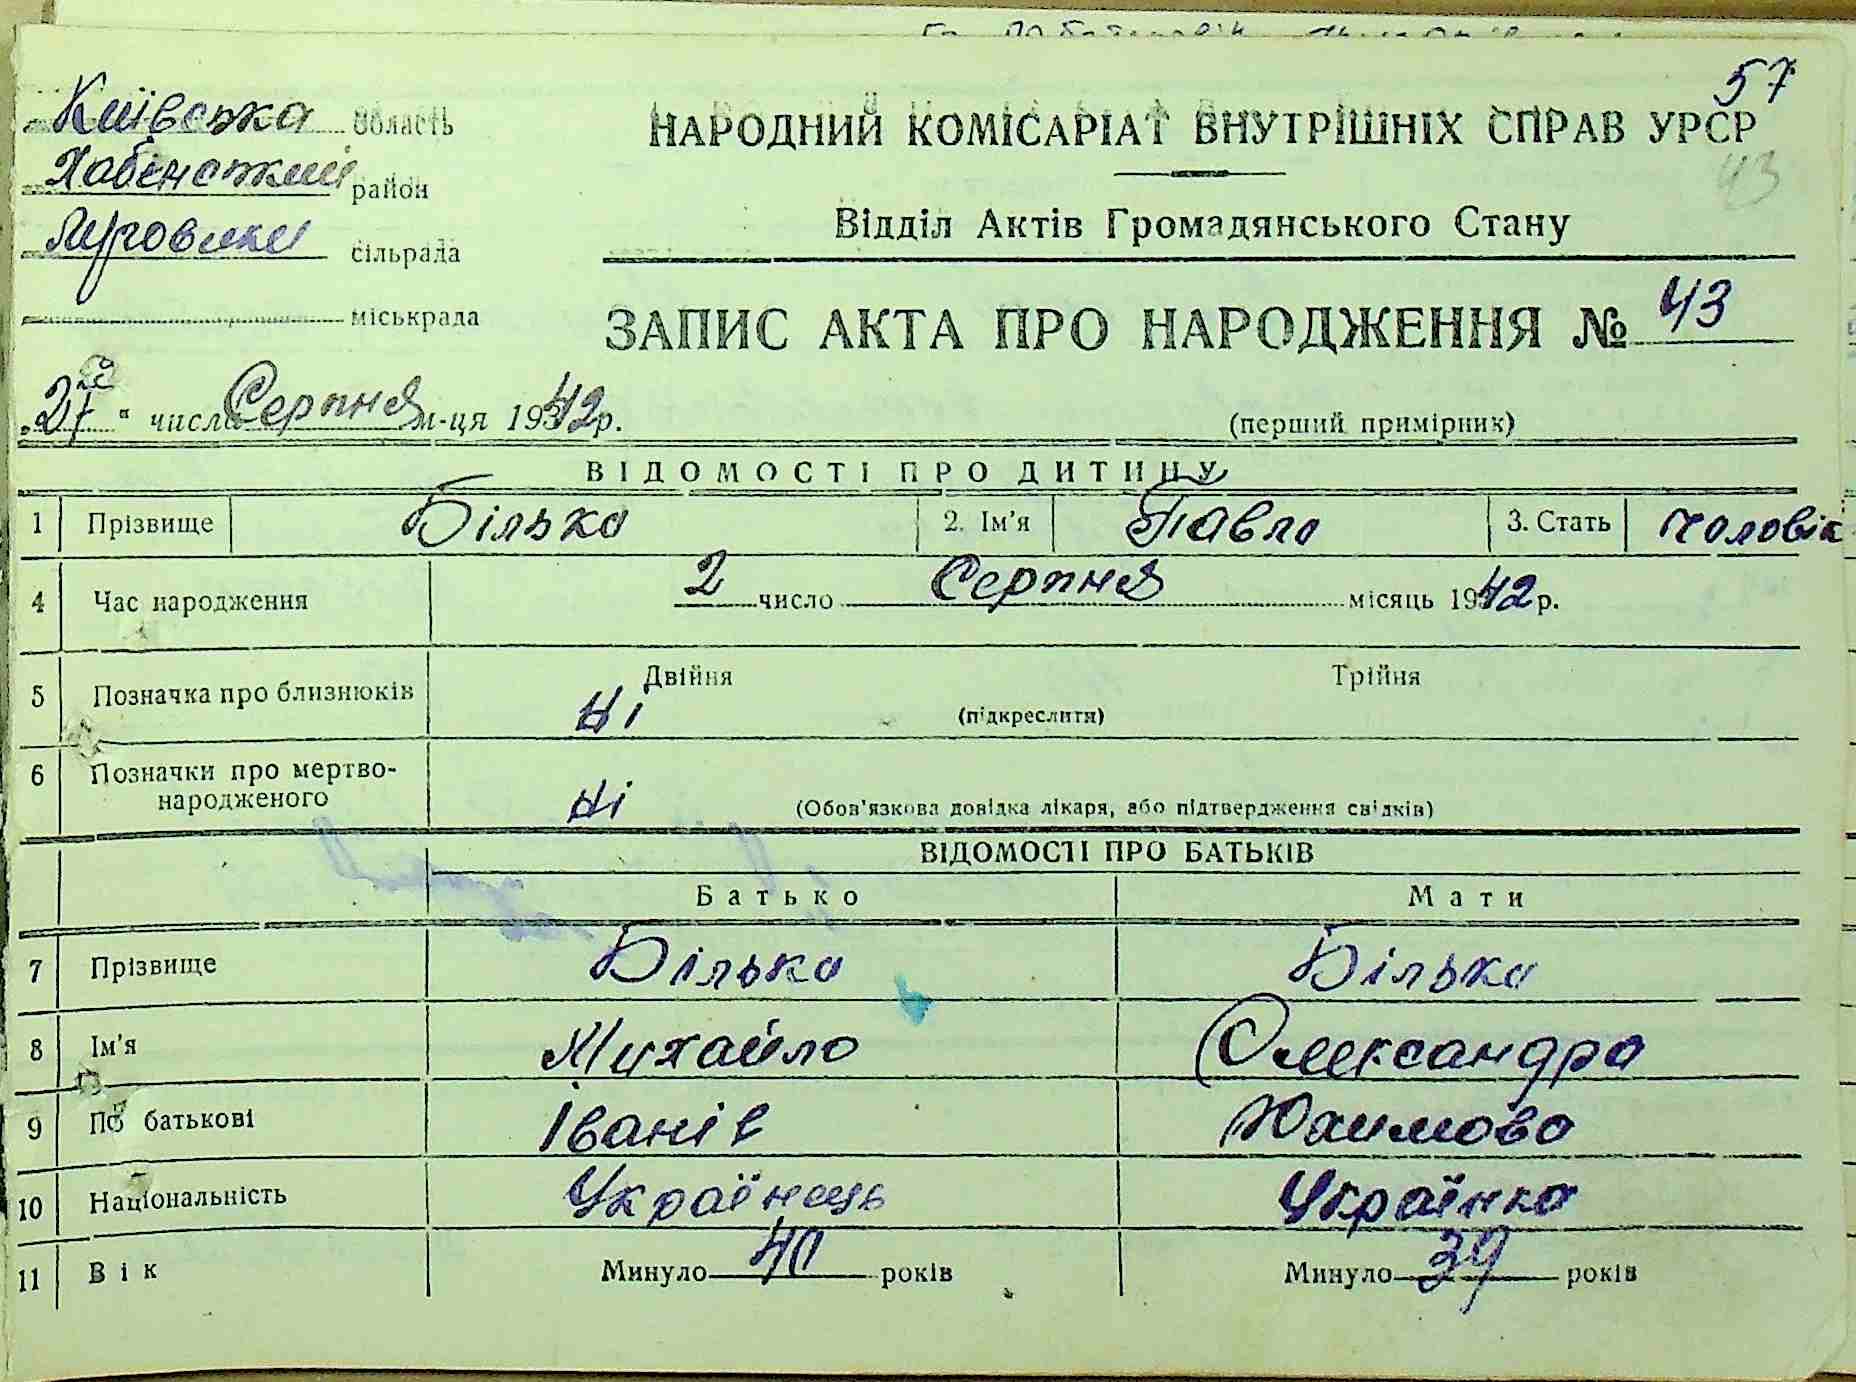 57
Київська область
НАРОДНИЙ КОМІСАРІАТ ВНУТРІШНІХ СПРАВ УРСР
Хабенський район
43
Луговики сільрада
Відділ Актів Громадянського Стану
міськрада
ЗАПИС АКТА ПРО НАРОДЖЕННЯ № 43
„27" число Серпня м-ця 1942 р.
(перший примірник)
ВІДОМОСТІ ПРО ДИТИНУ
1 Прізвище Білько 2. Ім'я Павло 3. Стать чоловік
4 Час народження 2 число Серпня місяць 1942 р.
5 Позначка про близнюків Ні Двійня (підкреслити) Трійня
6 Позначки про мертво-
народженого Ні (Обов'язкова довідка лікаря, або підтвердження свідків)
ВІДОМОСТІ ПРО БАТЬКІВ
Батько Мати
7 Прізвище Білько Білько
8 Ім'я Михайло Олександра
9 По батькові Іванів Юхимова
10 Національність Українець Українка
11 Вік Минуло 40 років Минуло 39 років